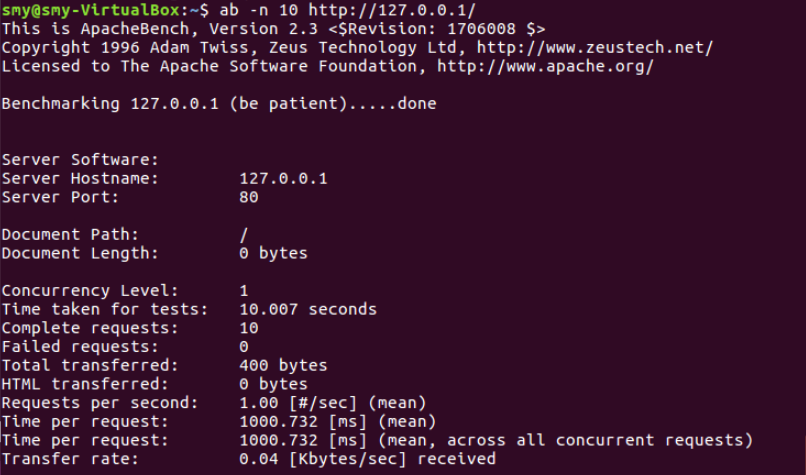 smy@smy-VirtualBox:~$ ab -n 10 http://127.0.0.1/
This is ApacheBench, Version 2.3 <$Revision: 1706008 $>
Copyright 1996 Adam Twiss, Zeus Technology Ltd, http://www.zeustech.net/
Licensed to The Apache Software Foundation, http://www.apache.org/

Benchmarking 127.0.0.1 (be patient).....done


Server Software:
Server Hostname:        127.0.0.1
Server Port:            80

Document Path:          /
Document Length:        0 bytes

Concurrency Level:      1
Time taken for tests:   10.007 seconds
Complete requests:      10
Failed requests:        0
Total transferred:      400 bytes
HTML transferred:       0 bytes
Requests per second:    1.00 [#/sec] (mean)
Time per request:       1000.732 [ms] (mean)
Time per request:       1000.732 [ms] (mean, across all concurrent requests)
Transfer rate:          0.04 [Kbytes/sec] received